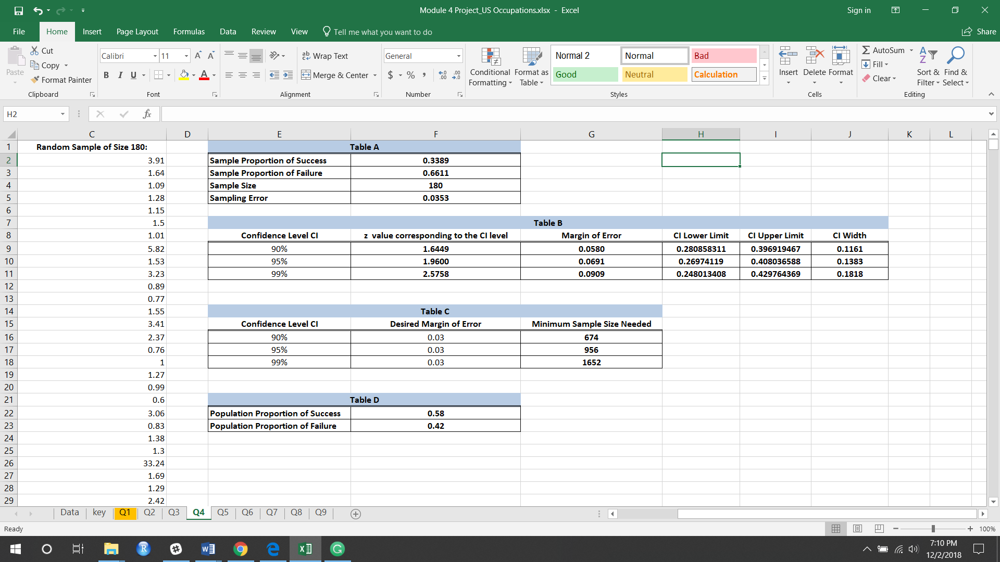 Module 4 Project_US Occupations.xlsx - Excel
Sign in
File Home Insert Page Layout Formulas Data Review View Tell me what you want to do
Share
Paste
Cut
Copy
Format Painter
Clipboard
Calibri 11
B I U
Font
Wrap Text
Merge & Center
Alignment
General
$ % ,
Number
Conditional Formatting
Format as Table
Normal 2 Normal Bad
Good Neutral Calculation
Styles
Insert Delete Format
Cells
AutoSum
Fill
Clear
Sort & Filter
Find & Select
Editing
H2 fx
C D E F G H I J K L
1 Random Sample of Size 180: Table A
2 3.91 Sample Proportion of Success 0.3389
3 1.64 Sample Proportion of Failure 0.6611
4 1.09 Sample Size 180
5 1.28 Sampling Error 0.0353
6 1.15
7 1.5 Table B
8 1.01 Confidence Level CI z value corresponding to the CI level Margin of Error CI Lower Limit CI Upper Limit CI Width
9 5.82 90% 1.6449 0.0580 0.280858311 0.396919467 0.1161
10 1.53 95% 1.9600 0.0691 0.26974119 0.408036588 0.1383
11 3.23 99% 2.5758 0.0909 0.248013408 0.429764369 0.1818
12 0.89
13 0.77
14 1.55 Table C
15 3.41 Confidence Level CI Desired Margin of Error Minimum Sample Size Needed
16 2.37 90% 0.03 674
17 0.76 95% 0.03 956
18 1 99% 0.03 1652
19 1.27
20 0.99
21 0.6 Table D
22 3.06 Population Proportion of Success 0.58
23 0.83 Population Proportion of Failure 0.42
24 1.38
25 1.3
26 33.24
27 1.69
28 1.29
29 2.42
Data key Q1 Q2 Q3 Q4 Q5 Q6 Q7 Q8 Q9
Ready
100%
7:10 PM
12/2/2018